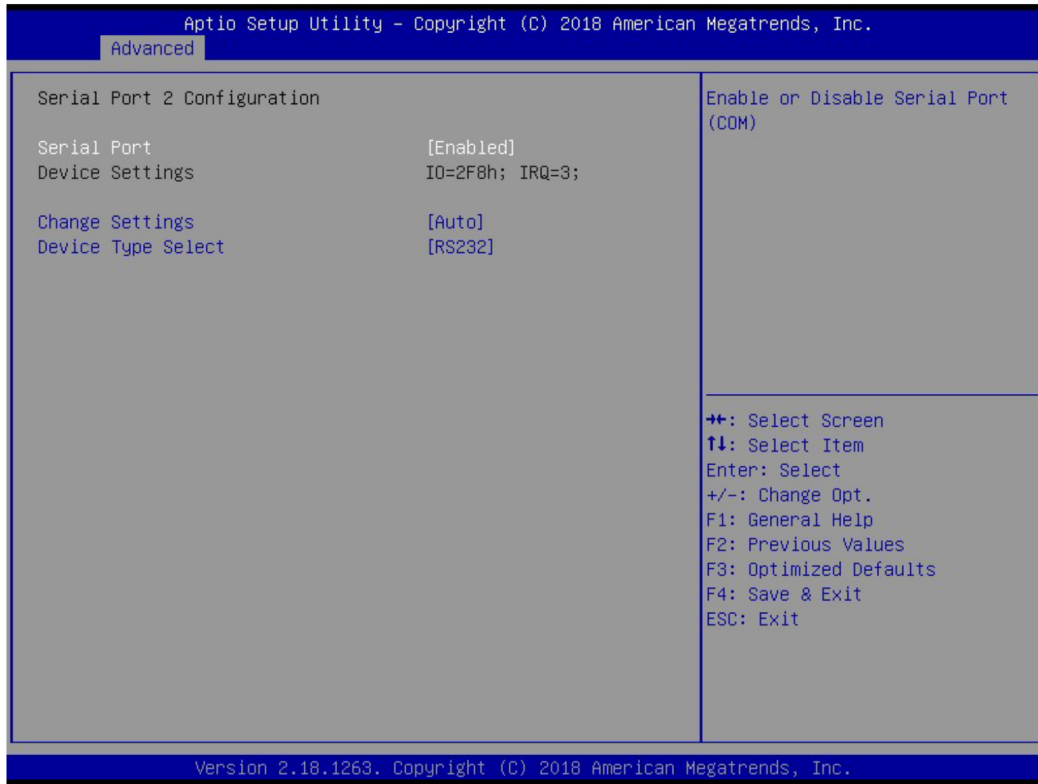 Aptio Setup Utility – Copyright (C) 2018 American Megatrends, Inc.
Advanced
Serial Port 2 Configuration
Serial Port [Enabled]
Device Settings IO=2F8h; IRQ=3;
Change Settings [Auto]
Device Type Select [RS232]
Enable or Disable Serial Port
(COM)
→←: Select Screen
↑↓: Select Item
Enter: Select
+/-: Change Opt.
F1: General Help
F2: Previous Values
F3: Optimized Defaults
F4: Save & Exit
ESC: Exit
Version 2.18.1263. Copyright (C) 2018 American Megatrends, Inc.